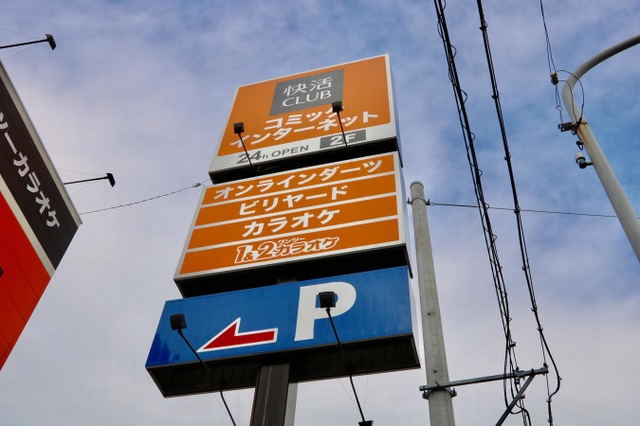 快活
CLUB
コミック
インターネット
24h OPEN 2F
オンラインダーツ
ビリヤード
カラオケ
1&2カラオケ
ワンツー
P
ソーカラオケ